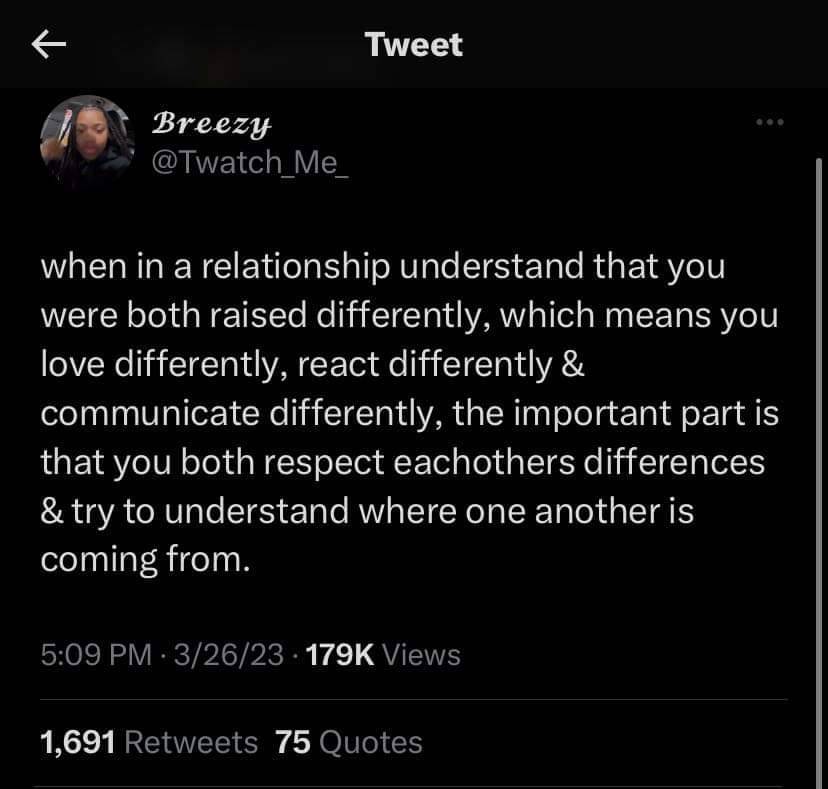 Tweet
Breezy
@Twatch_Me_
when in a relationship understand that you
were both raised differently, which means you
love differently, react differently &
communicate differently, the important part is
that you both respect eachothers differences
& try to understand where one another is
coming from.
5:09 PM · 3/26/23 · 179K Views
1,691 Retweets 75 Quotes